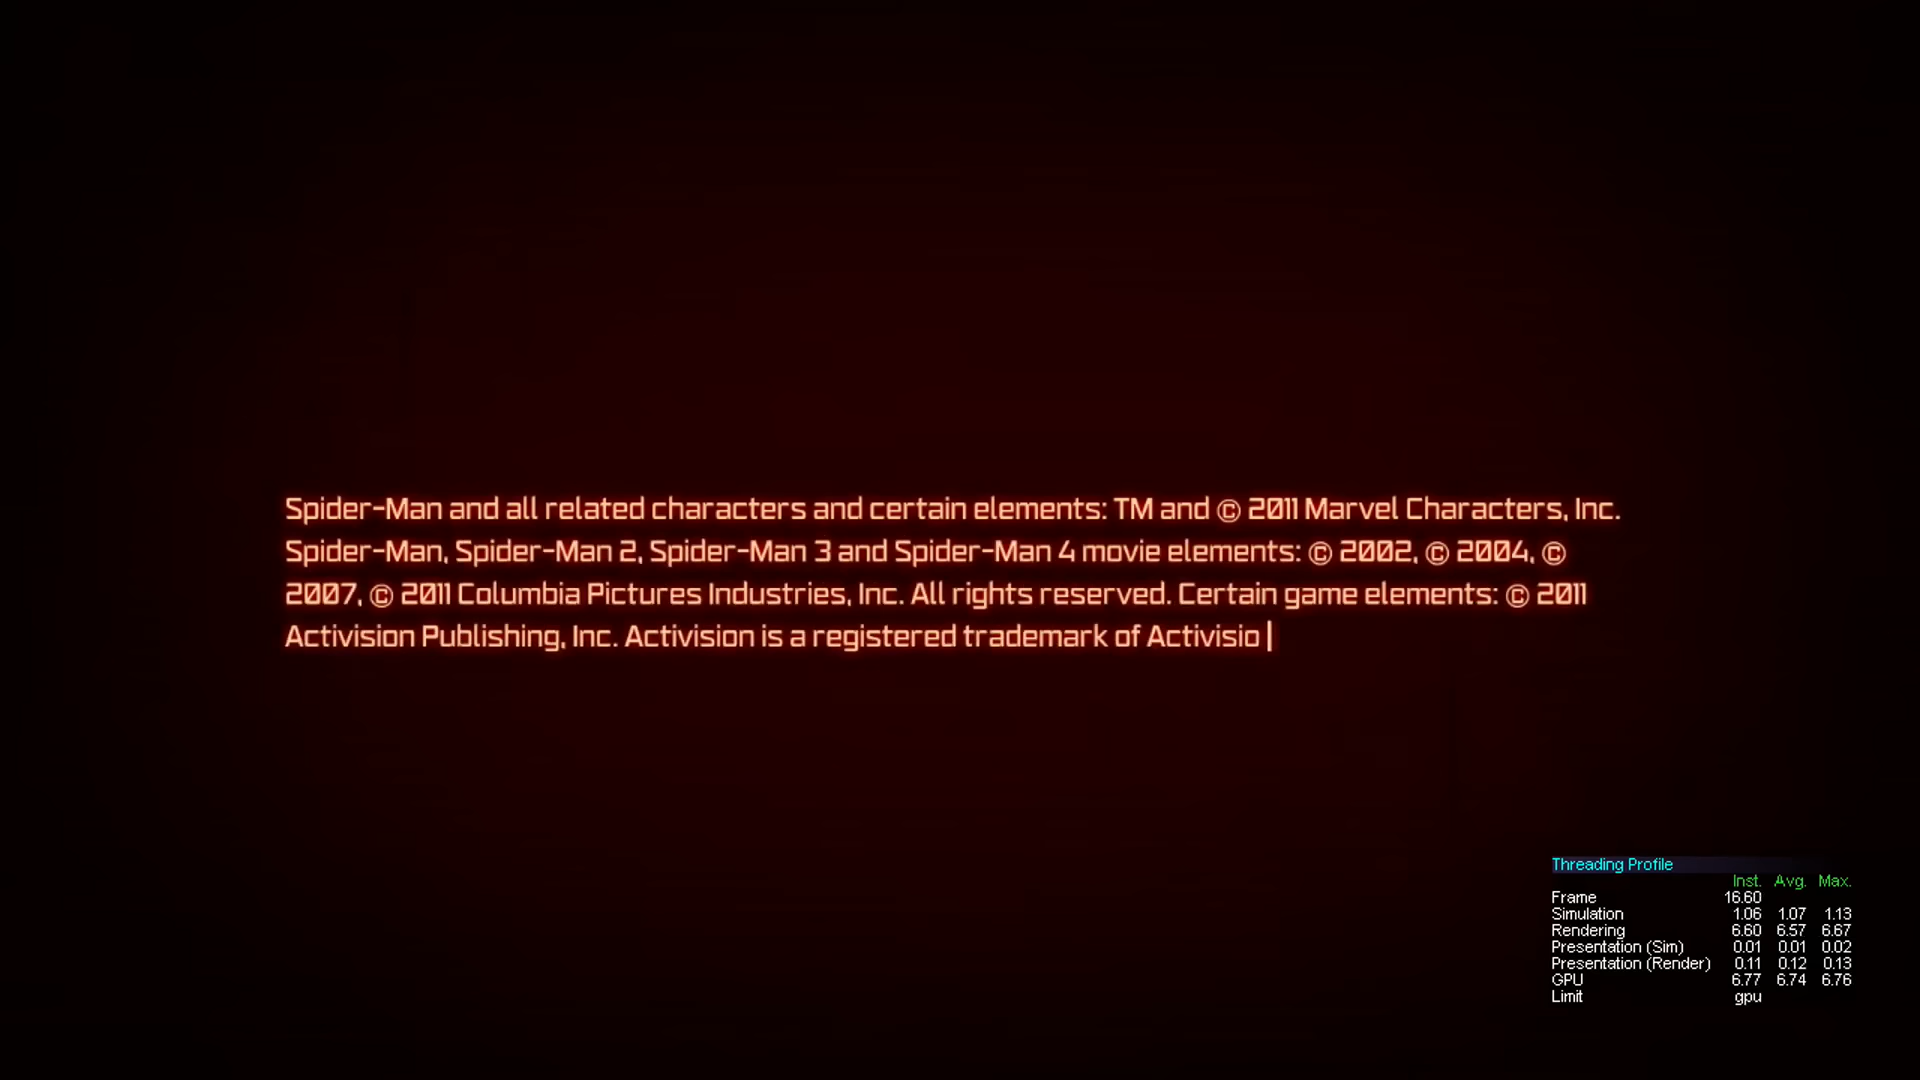 Spider-Man and all related characters and certain elements: TM and © 2011 Marvel Characters, Inc.
Spider-Man, Spider-Man 2, Spider-Man 3 and Spider-Man 4 movie elements: © 2002, © 2004, ©
2007, © 2011 Columbia Pictures Industries, Inc. All rights reserved. Certain game elements: © 2011
Activision Publishing, Inc. Activision is a registered trademark of Activisio|
Threading Profile
Inst. Avg. Max.
Frame 16.60
Simulation 1.06 1.07 1.13
Rendering 6.60 6.57 6.67
Presentation (Sim) 0.01 0.01 0.02
Presentation (Render) 0.11 0.12 0.13
GPU 6.77 6.74 6.76
Limit gpu